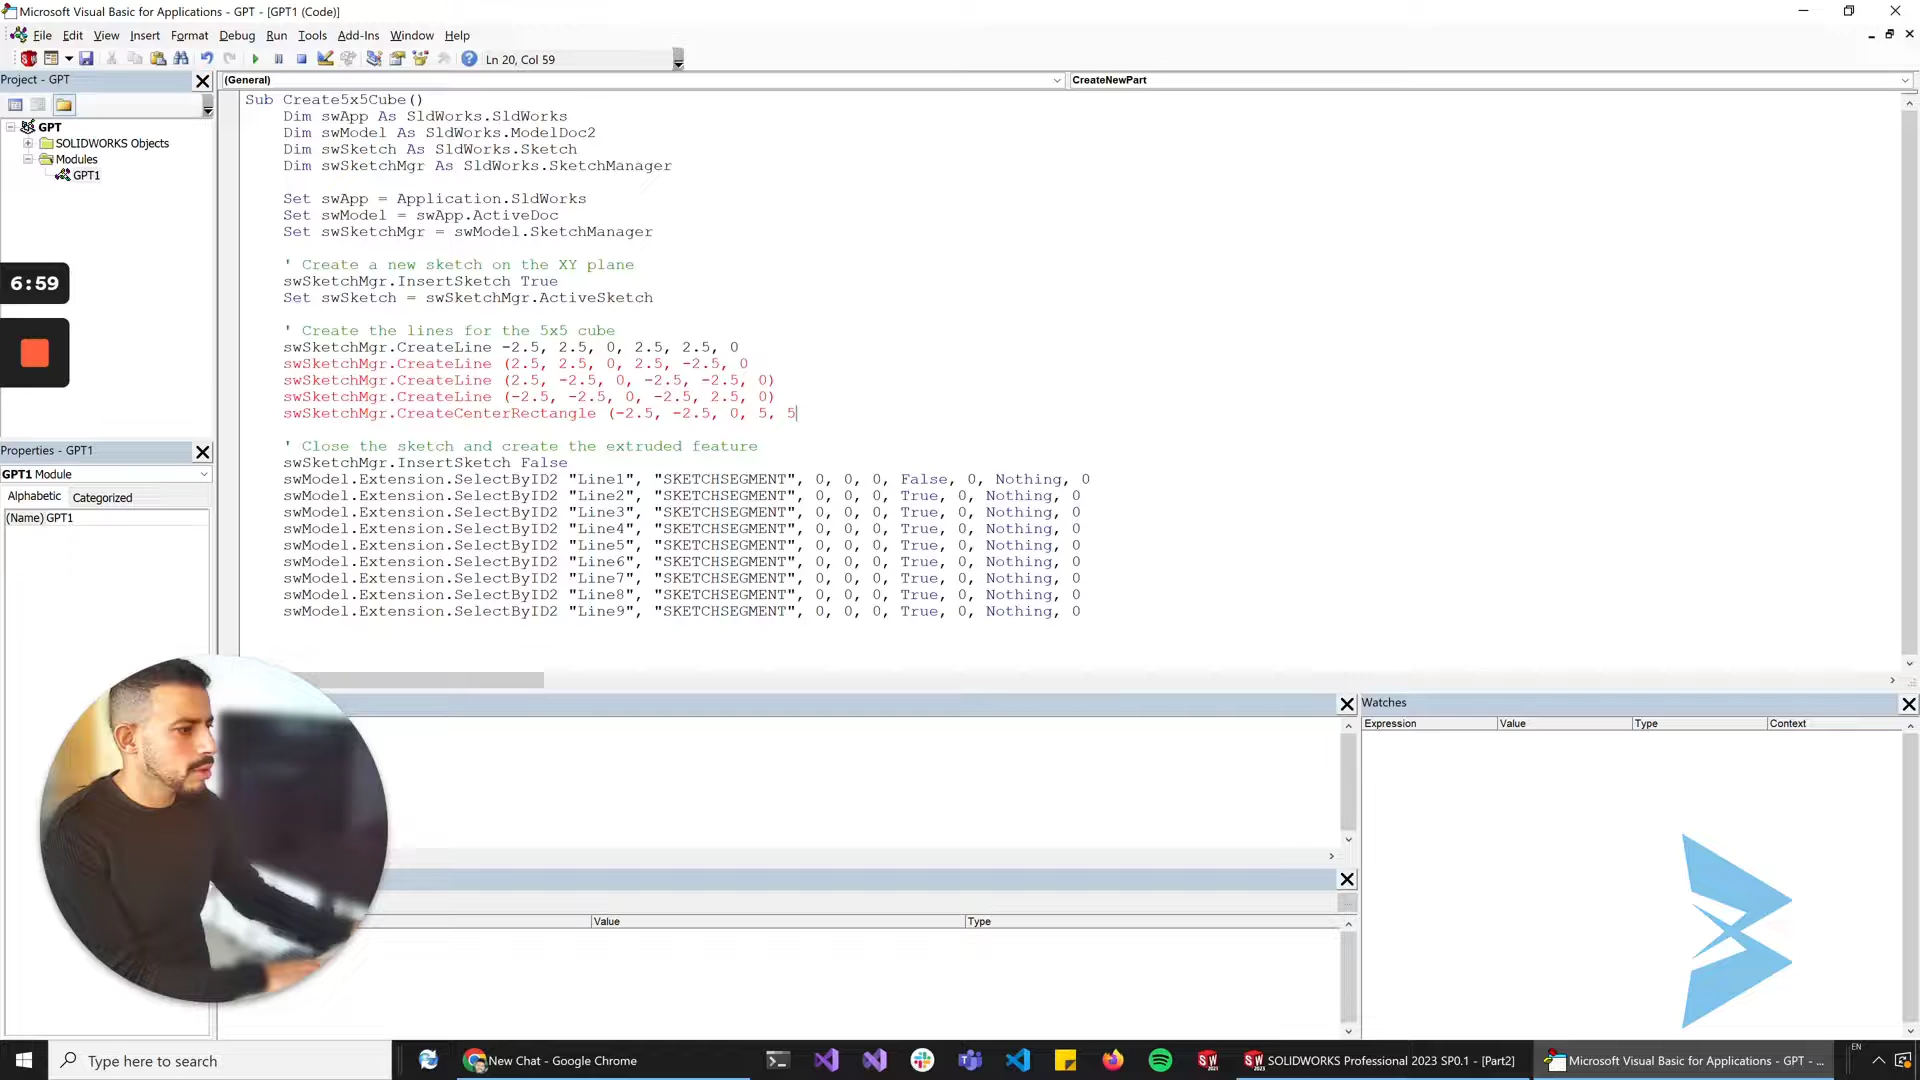 Microsoft Visual Basic for Applications - GPT - [GPT1 (Code)]
File Edit View Insert Format Debug Run Tools Add-Ins Window Help
Ln 20, Col 59
Project - GPT
GPT
SOLIDWORKS Objects
Modules
GPT1
6:59
Properties - GPT1
GPT1 Module
Alphabetic Categorized
(Name) GPT1
(General) CreateNewPart
Sub Create5x5Cube()
Dim swApp As SldWorks.SldWorks
Dim swModel As SldWorks.ModelDoc2
Dim swSketch As SldWorks.Sketch
Dim swSketchMgr As SldWorks.SketchManager
Set swApp = Application.SldWorks
Set swModel = swApp.ActiveDoc
Set swSketchMgr = swModel.SketchManager
' Create a new sketch on the XY plane
swSketchMgr.InsertSketch True
Set swSketch = swSketchMgr.ActiveSketch
' Create the lines for the 5x5 cube
swSketchMgr.CreateLine -2.5, 2.5, 0, 2.5, 2.5, 0
swSketchMgr.CreateLine (2.5, 2.5, 0, 2.5, -2.5, 0
swSketchMgr.CreateLine (2.5, -2.5, 0, -2.5, -2.5, 0)
swSketchMgr.CreateLine (-2.5, -2.5, 0, -2.5, 2.5, 0)
swSketchMgr.CreateCenterRectangle (-2.5, -2.5, 0, 5, 5
' Close the sketch and create the extruded feature
swSketchMgr.InsertSketch False
swModel.Extension.SelectByID2 "Line1", "SKETCHSEGMENT", 0, 0, 0, False, 0, Nothing, 0
swModel.Extension.SelectByID2 "Line2", "SKETCHSEGMENT", 0, 0, 0, True, 0, Nothing, 0
swModel.Extension.SelectByID2 "Line3", "SKETCHSEGMENT", 0, 0, 0, True, 0, Nothing, 0
swModel.Extension.SelectByID2 "Line4", "SKETCHSEGMENT", 0, 0, 0, True, 0, Nothing, 0
swModel.Extension.SelectByID2 "Line5", "SKETCHSEGMENT", 0, 0, 0, True, 0, Nothing, 0
swModel.Extension.SelectByID2 "Line6", "SKETCHSEGMENT", 0, 0, 0, True, 0, Nothing, 0
swModel.Extension.SelectByID2 "Line7", "SKETCHSEGMENT", 0, 0, 0, True, 0, Nothing, 0
swModel.Extension.SelectByID2 "Line8", "SKETCHSEGMENT", 0, 0, 0, True, 0, Nothing, 0
swModel.Extension.SelectByID2 "Line9", "SKETCHSEGMENT", 0, 0, 0, True, 0, Nothing, 0
Watches
Expression Value Type Context
Value Type
Type here to search
New Chat - Google Chrome
SOLIDWORKS Professional 2023 SP0.1 - [Part2]
Microsoft Visual Basic for Applications - GPT - ...
EN